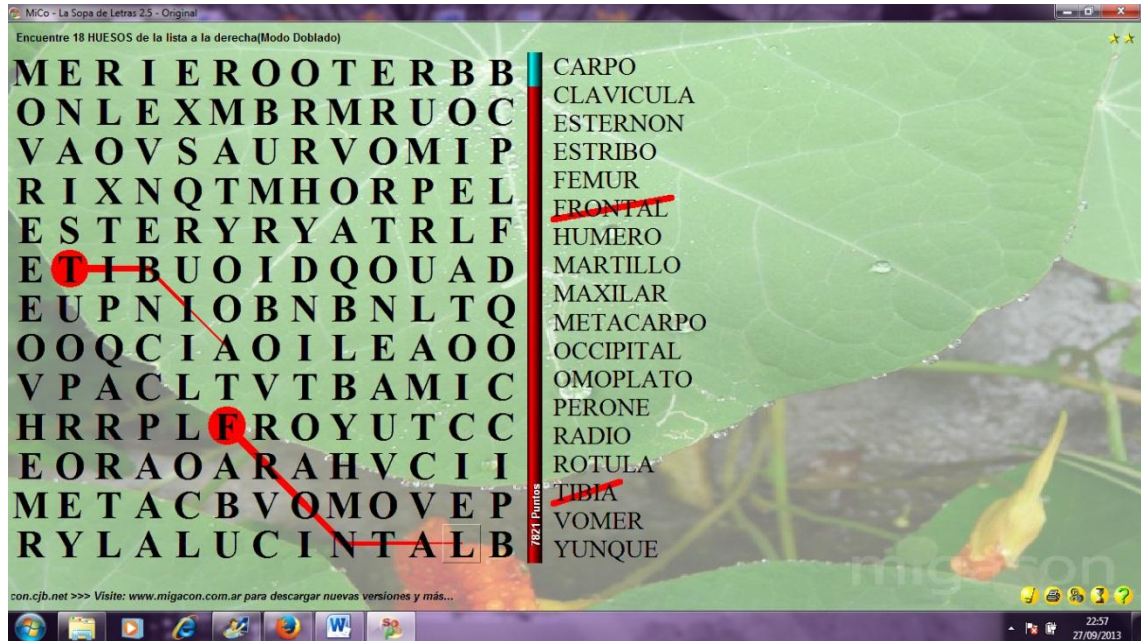 MiCo - La Sopa de Letras 2.5 - Original
Encuentre 18 HUESOS de la lista a la derecha(Modo Doblado)
M E R I E R O O T E R B B
O N L E X M B R M R U O C
V A O V S A U R V O M I P
R I X N Q T M H O R P E L
E S T E R Y R Y A T R L F
E T I B U O I D Q O U A D
E U P N I O B N B N L T Q
O O Q C I A O I L E A O O
V P A C L T V T B A M I C
H R R P L F R O Y U T C C
E O R A O A R A H V C I I
M E T A C B V O M O V E P
R Y L A L U C I N T A L B
CARPO
CLAVICULA
ESTERNON
ESTRIBO
FEMUR
FRONTAL
HUMERO
MARTILLO
MAXILAR
METACARPO
OCCIPITAL
OMOPLATO
PERONE
RADIO
ROTULA
TIBIA
VOMER
YUNQUE
7821 Puntos
migacon
con.cjb.net >>> Visite: www.migacon.com.ar para descargar nuevas versiones y más...
22:57
27/09/2013